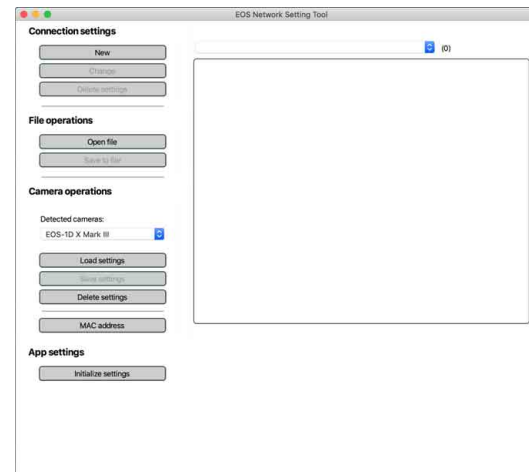 EOS Network Setting Tool
Connection settings
New
Change
Delete settings
(0)
File operations
Open file
Save to file
Camera operations
Detected cameras:
EOS-1D X Mark III
Load settings
Save settings
Delete settings
MAC address
App settings
Initialize settings